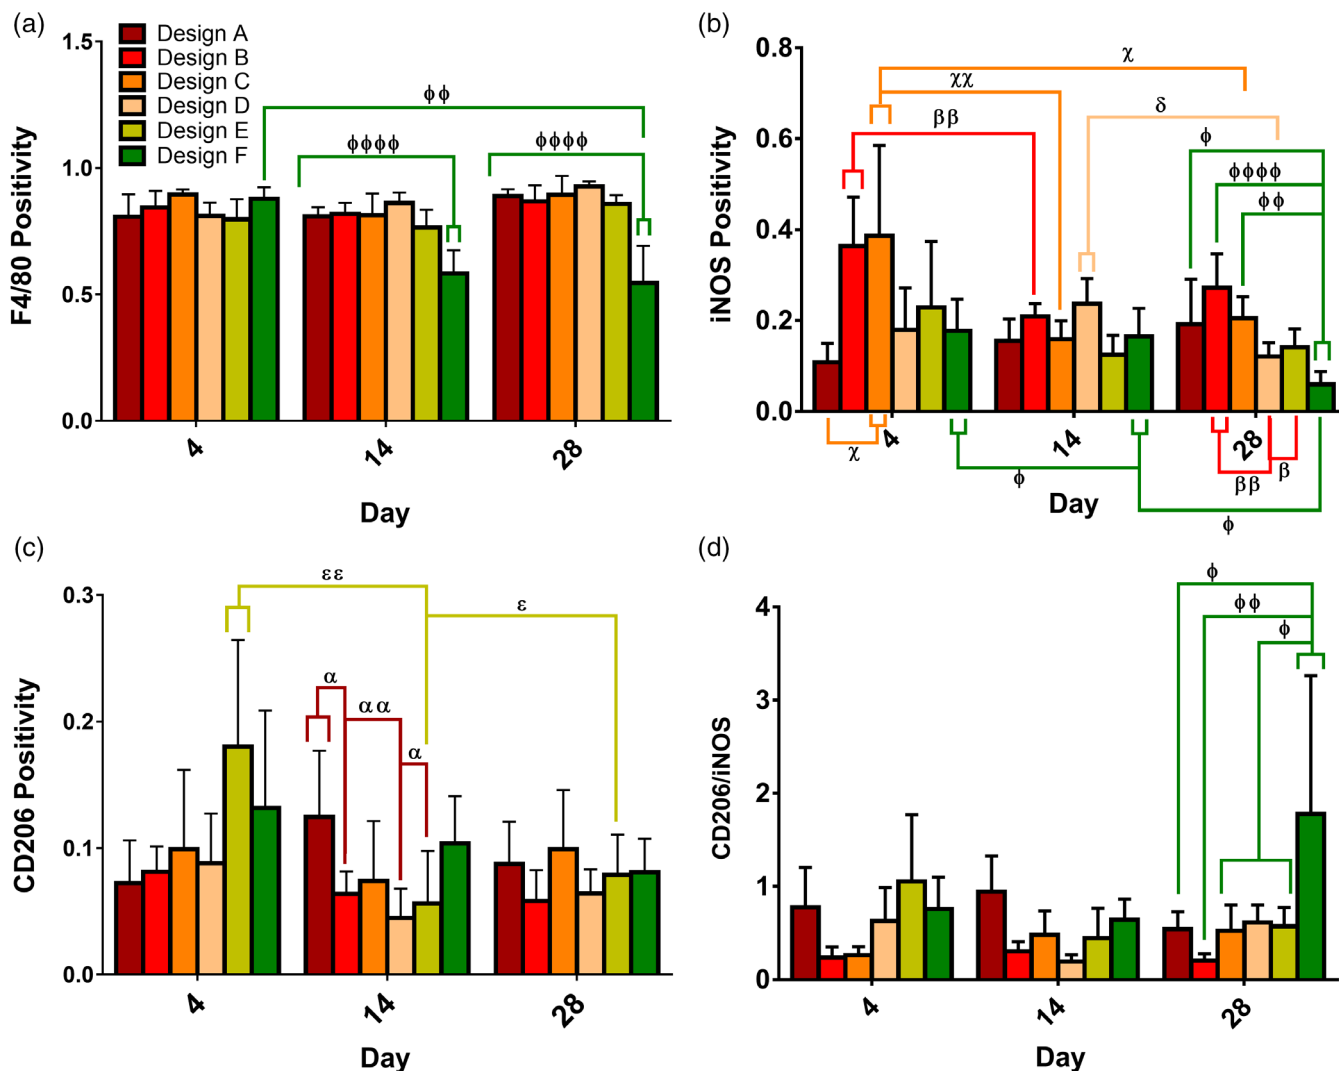 (a)
1.5
1.0
0.5
0.0
F4/80 Positivity
Design A
Design B
Design C
Design D
Design E
Design F
ϕϕ
ϕϕϕϕ
ϕϕϕϕ
4
14
28
Day
(b)
0.8
0.6
0.4
0.2
0.0
iNOS Positivity
χ
χχ
ββ
δ
ϕ
ϕϕϕϕ
ϕϕ
4
14
28
χ
ϕ
ββ
β
ϕ
Day
(c)
0.3
0.2
0.1
0.0
CD206 Positivity
εε
ε
α
αα
α
4
14
28
Day
(d)
4
3
2
1
0
CD206/iNOS
ϕ
ϕϕ
ϕ
4
14
28
Day